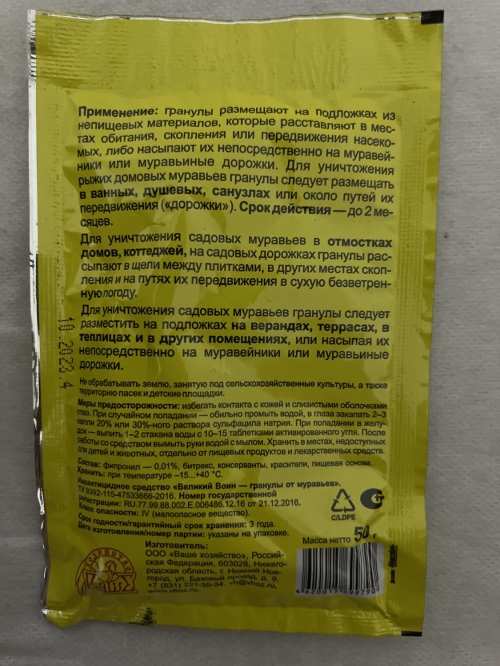 Применение: гранулы размещают на подложках из
непищевых материалов, которые расставляют в мес-
тах обитания, скопления или передвижения насеко-
мых, либо насыпают их непосредственно на муравей-
ники или муравьиные дорожки. Для уничтожения
рыжих домовых муравьев гранулы следует размещать
в ванных, душевых, санузлах или около путей их
передвижения («дорожки»). Срок действия — до 2 ме-
сяцев.
Для уничтожения садовых муравьев в отмостках
домов, коттеджей, на садовых дорожках гранулы рас-
сыпают в щели между плитками, в других местах скоп-
ления и на путях их передвижения в сухую безветрен-
ную погоду.
Для уничтожения садовых муравьев гранулы следует
разместить на подложках на верандах, террасах, в
теплицах и в других помещениях, или насыпая их
непосредственно на муравейники или муравьиные
дорожки.
10.2023.4
Не обрабатывать землю, занятую под сельскохозяйственные культуры, а также
территорию пасек и детские площадки.
Меры предосторожности: избегать контакта с кожей и слизистыми оболочками
глаз. При случайном попадании — обильно промыть водой, в глаза закапать 2–3
капли 20% или 30%-ного раствора сульфацила натрия. При попадании в желу-
док — выпить 1–2 стакана воды с 10–15 таблетками активированного угля. После
работы со средством вымыть руки водой с мылом. Хранить в местах, недоступных
для детей и животных, отдельно от пищевых продуктов и лекарственных средств.
Состав: фипронил — 0,01%, битрекс, консерванты, красители, пищевая основа.
Хранить: при температуре –15...+40 °С.
Инсектицидное средство «Великий Воин — гранулы от муравьев».
ТУ 9392-115-47533666-2016. Номер государственной
регистрации: RU.77.99.88.002.Е.006486.12.16 от 21.12.2016.
Класс опасности: IV (малоопасное вещество).
Срок годности/гарантийный срок хранения: 3 года.
Дата изготовления/номер партии: указаны на упаковке.
C/LDPE
Масса нетто 50 г
Изготовитель:
ООО «Ваше хозяйство», Россий-
ская Федерация, 603028, Нижего-
родская область, г. Нижний Нов-
город, ул. Базовый проезд, д. 9,
www.vhoz.ru